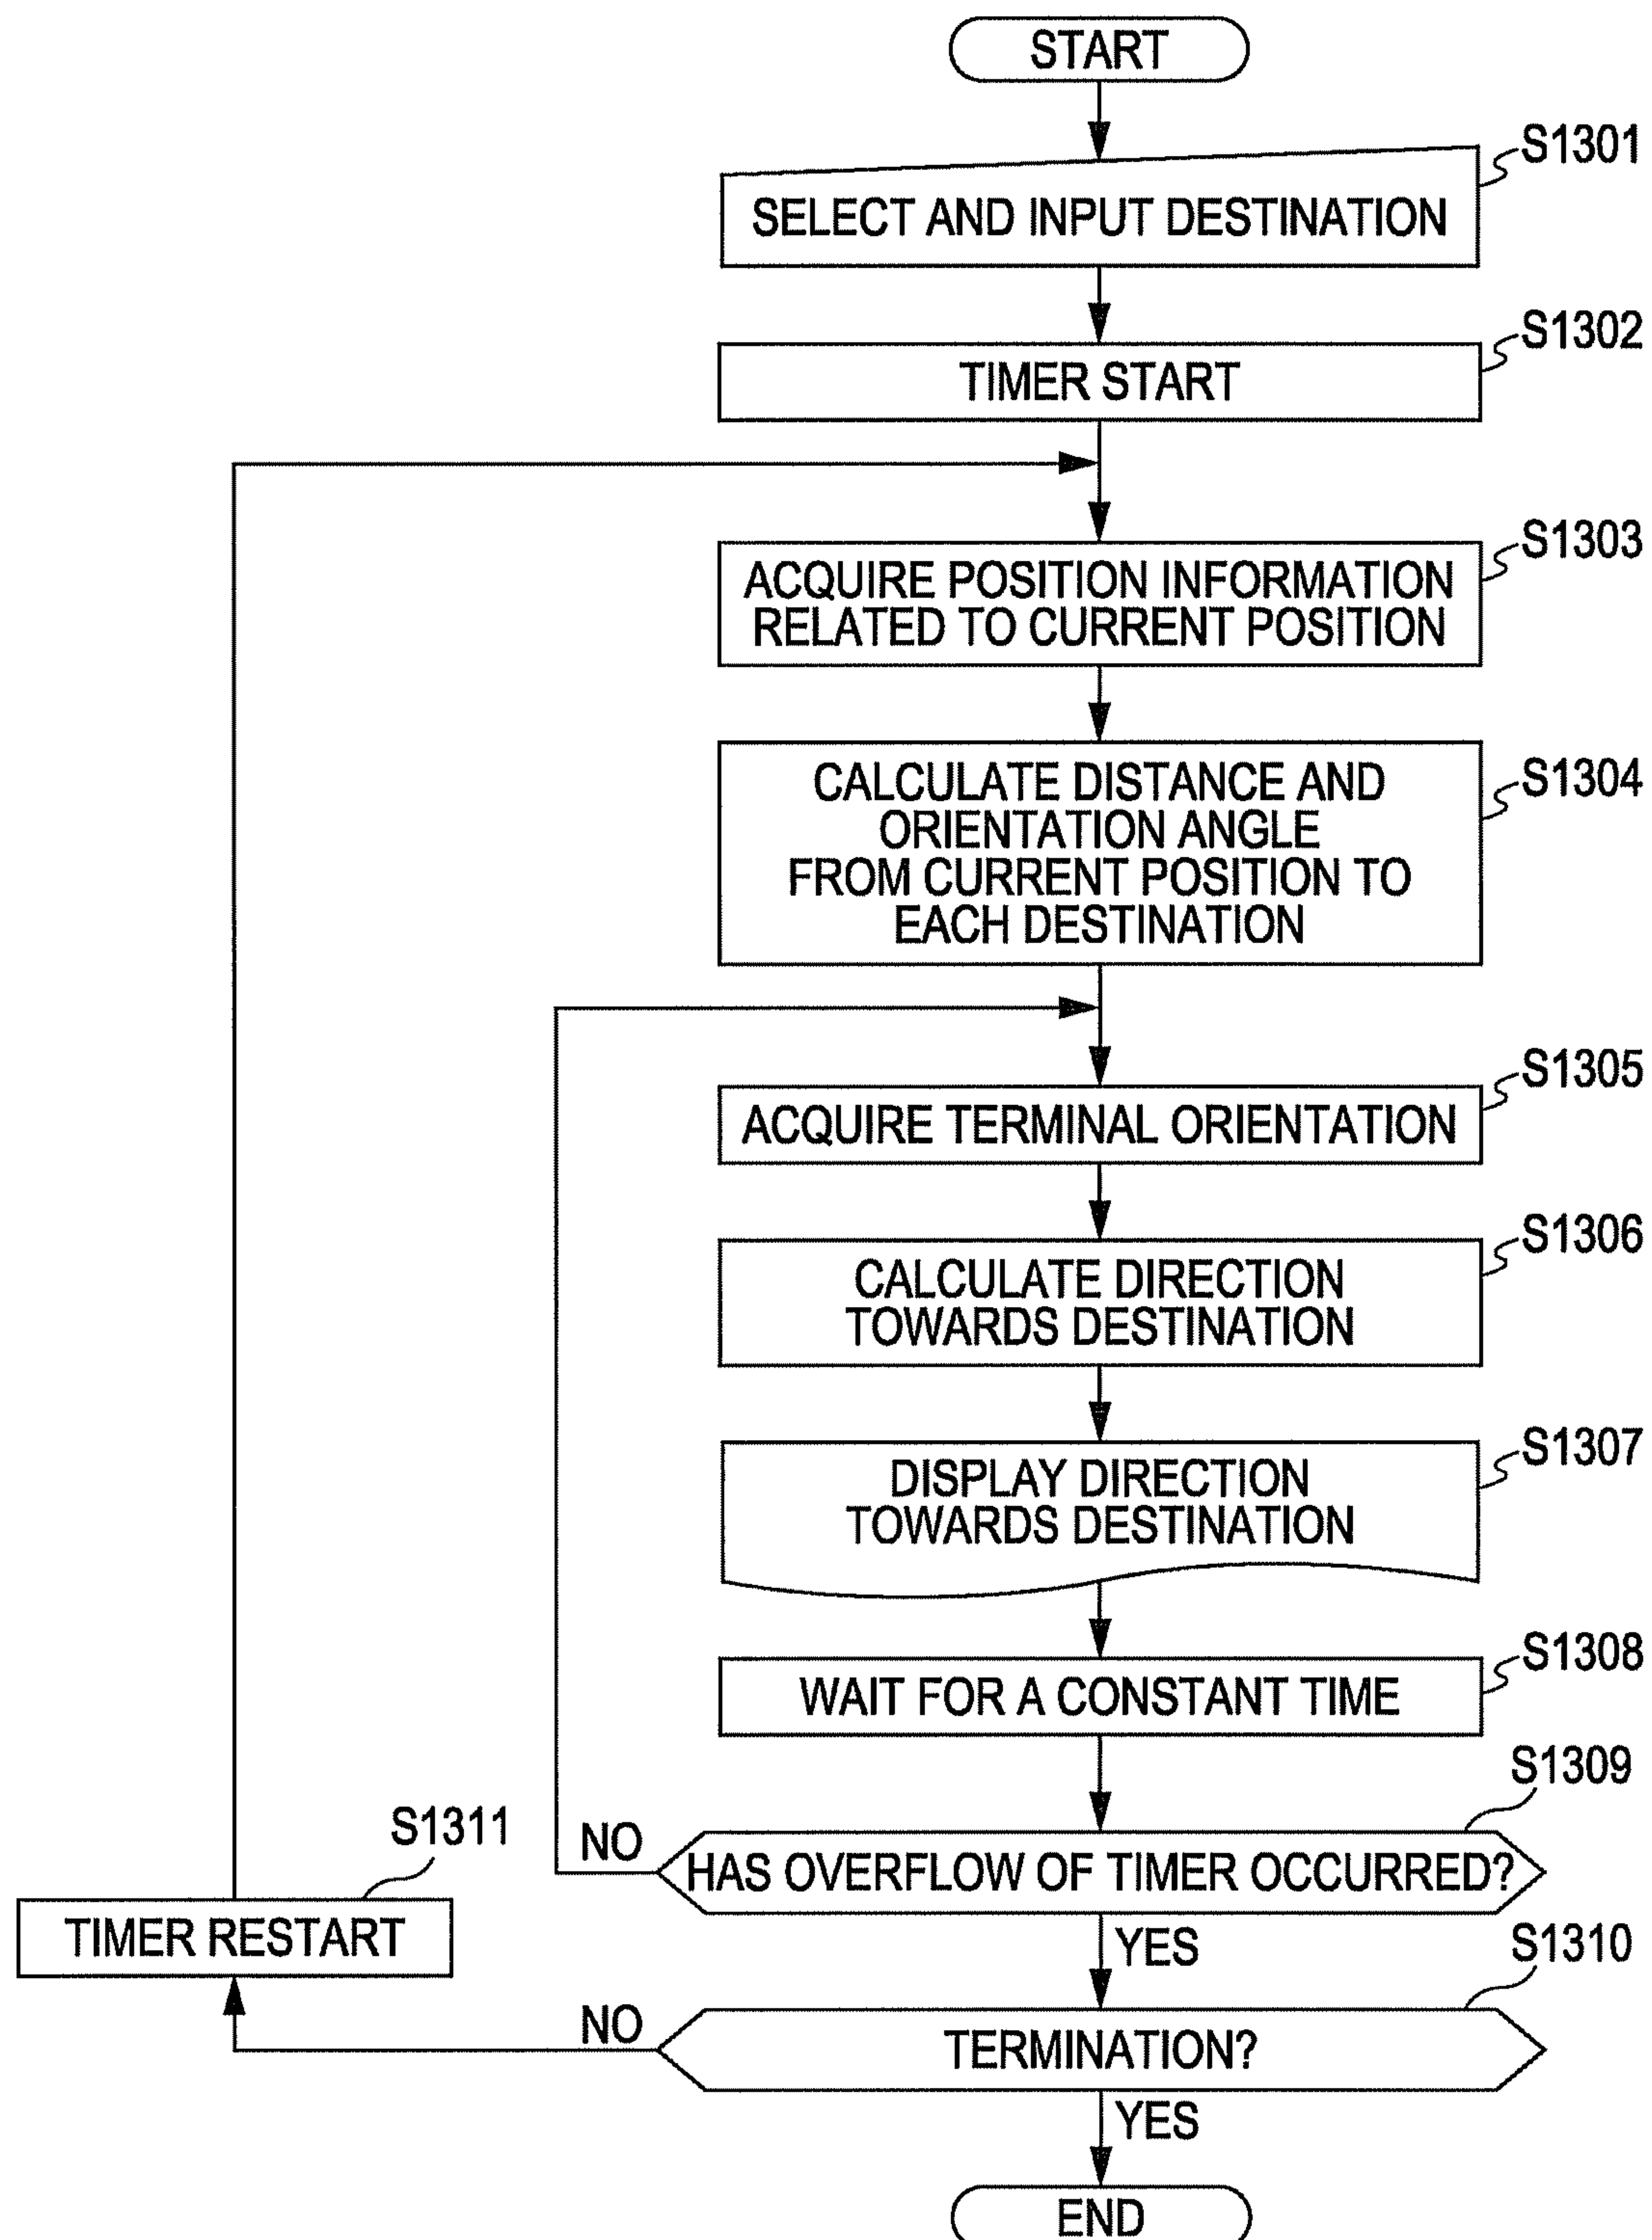 START
S1301
SELECT AND INPUT DESTINATION
S1302
TIMER START
S1303
ACQUIRE POSITION INFORMATION
RELATED TO CURRENT POSITION
S1304
CALCULATE DISTANCE AND
ORIENTATION ANGLE
FROM CURRENT POSITION TO
EACH DESTINATION
S1305
ACQUIRE TERMINAL ORIENTATION
S1306
CALCULATE DIRECTION
TOWARDS DESTINATION
S1307
DISPLAY DIRECTION
TOWARDS DESTINATION
S1308
WAIT FOR A CONSTANT TIME
S1309
HAS OVERFLOW OF TIMER OCCURRED?
NO
YES
S1310
TERMINATION?
NO
YES
S1311
TIMER RESTART
END